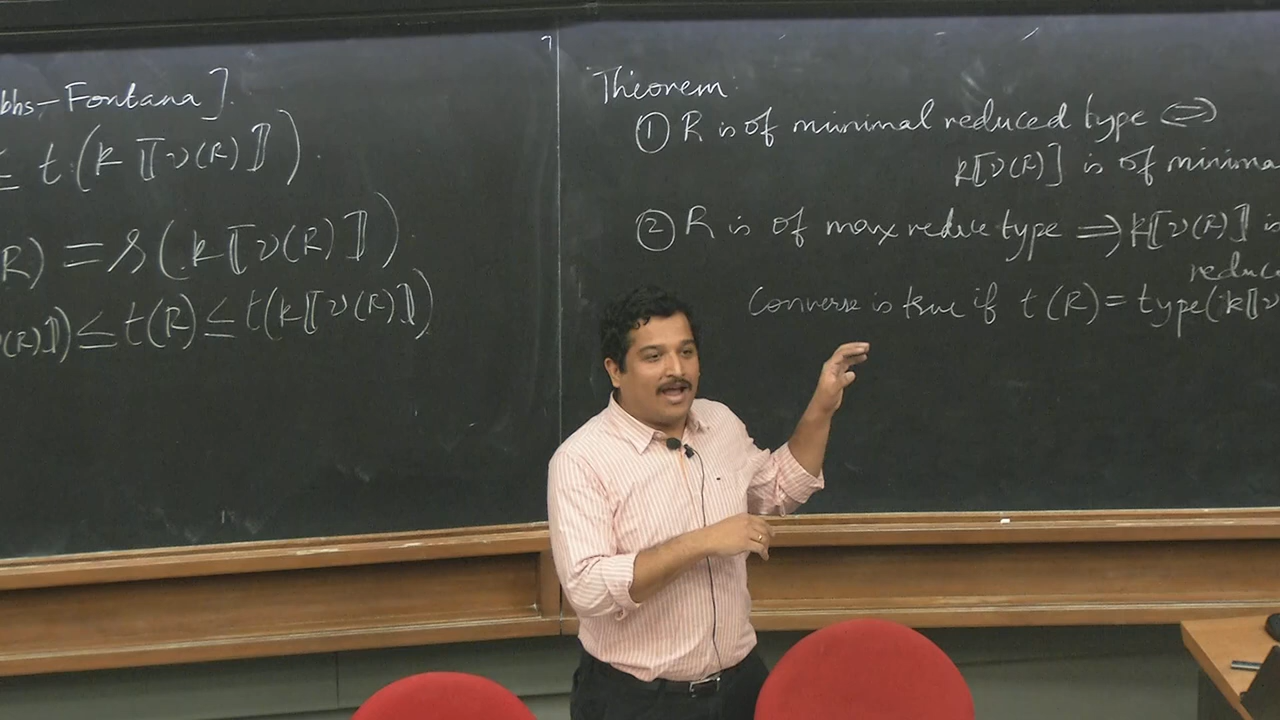 bhs-Fontana].
≤ t(k⟦ν(R)⟧).
R) = s(k⟦ν(R)⟧).
ν(R)⟧) ≤ t(R) ≤ t(k⟦ν(R)⟧)
Theorem.
① R is of minimal reduced type ⇔
k⟦ν(R)] is of minima
② R is of max reduce type ⇒ k⟦ν(R)⟧ is
reduc
Converse is true if t(R) = type(k⟦ν